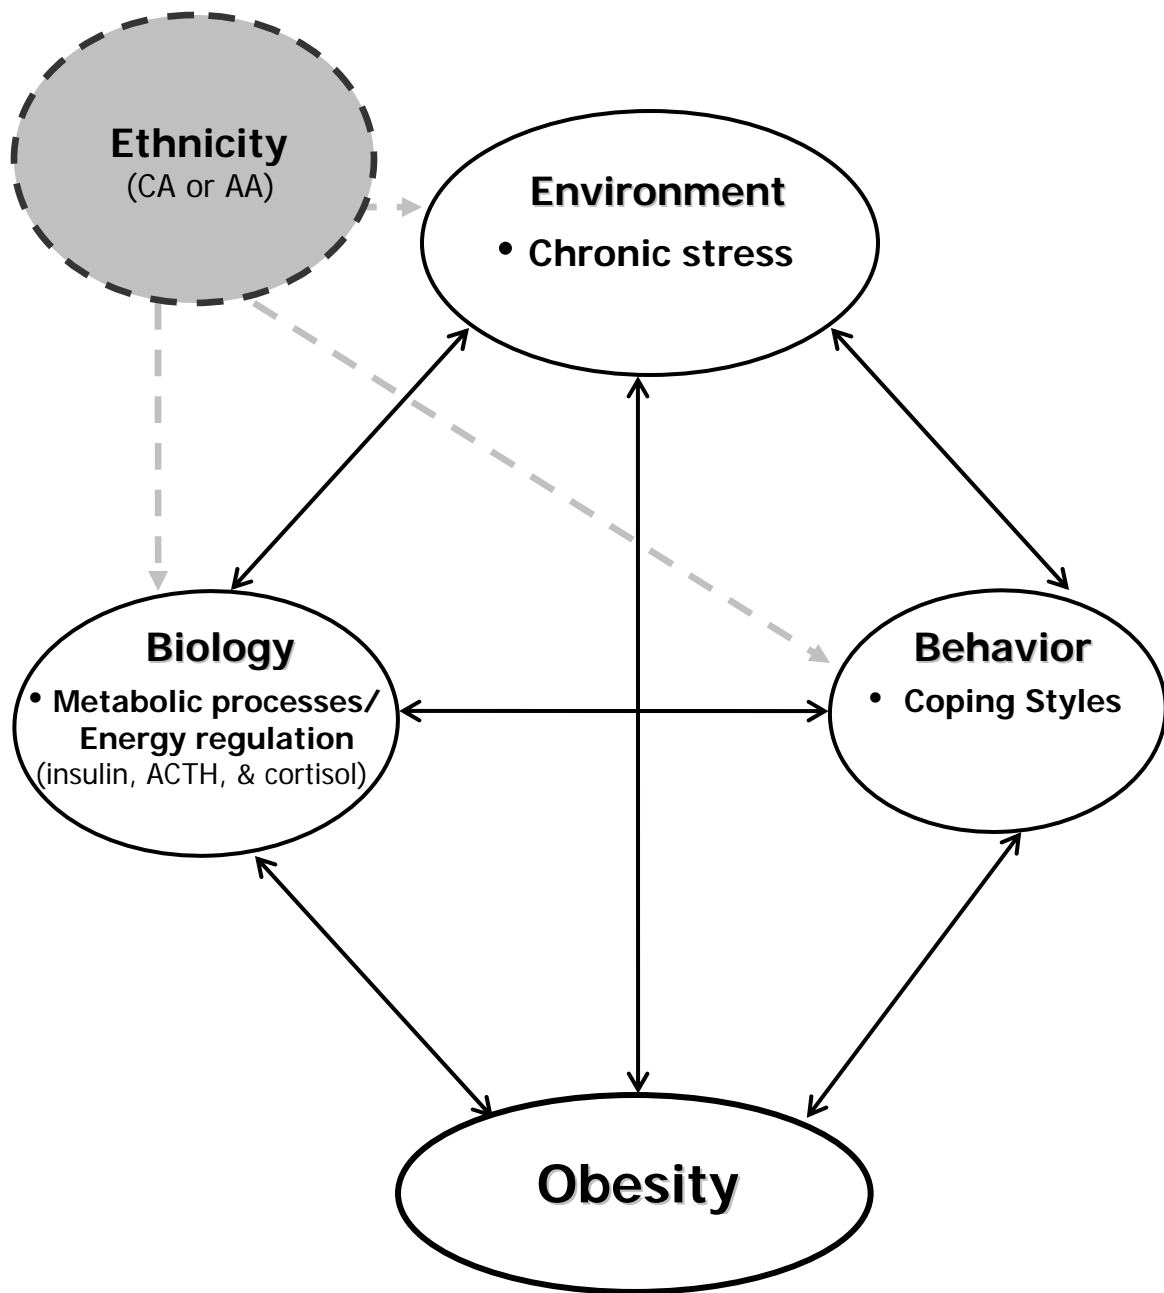 Ethnicity
(CA or AA)
Environment
• Chronic stress
Biology
• Metabolic processes/
Energy regulation
(insulin, ACTH, & cortisol)
Behavior
• Coping Styles
Obesity